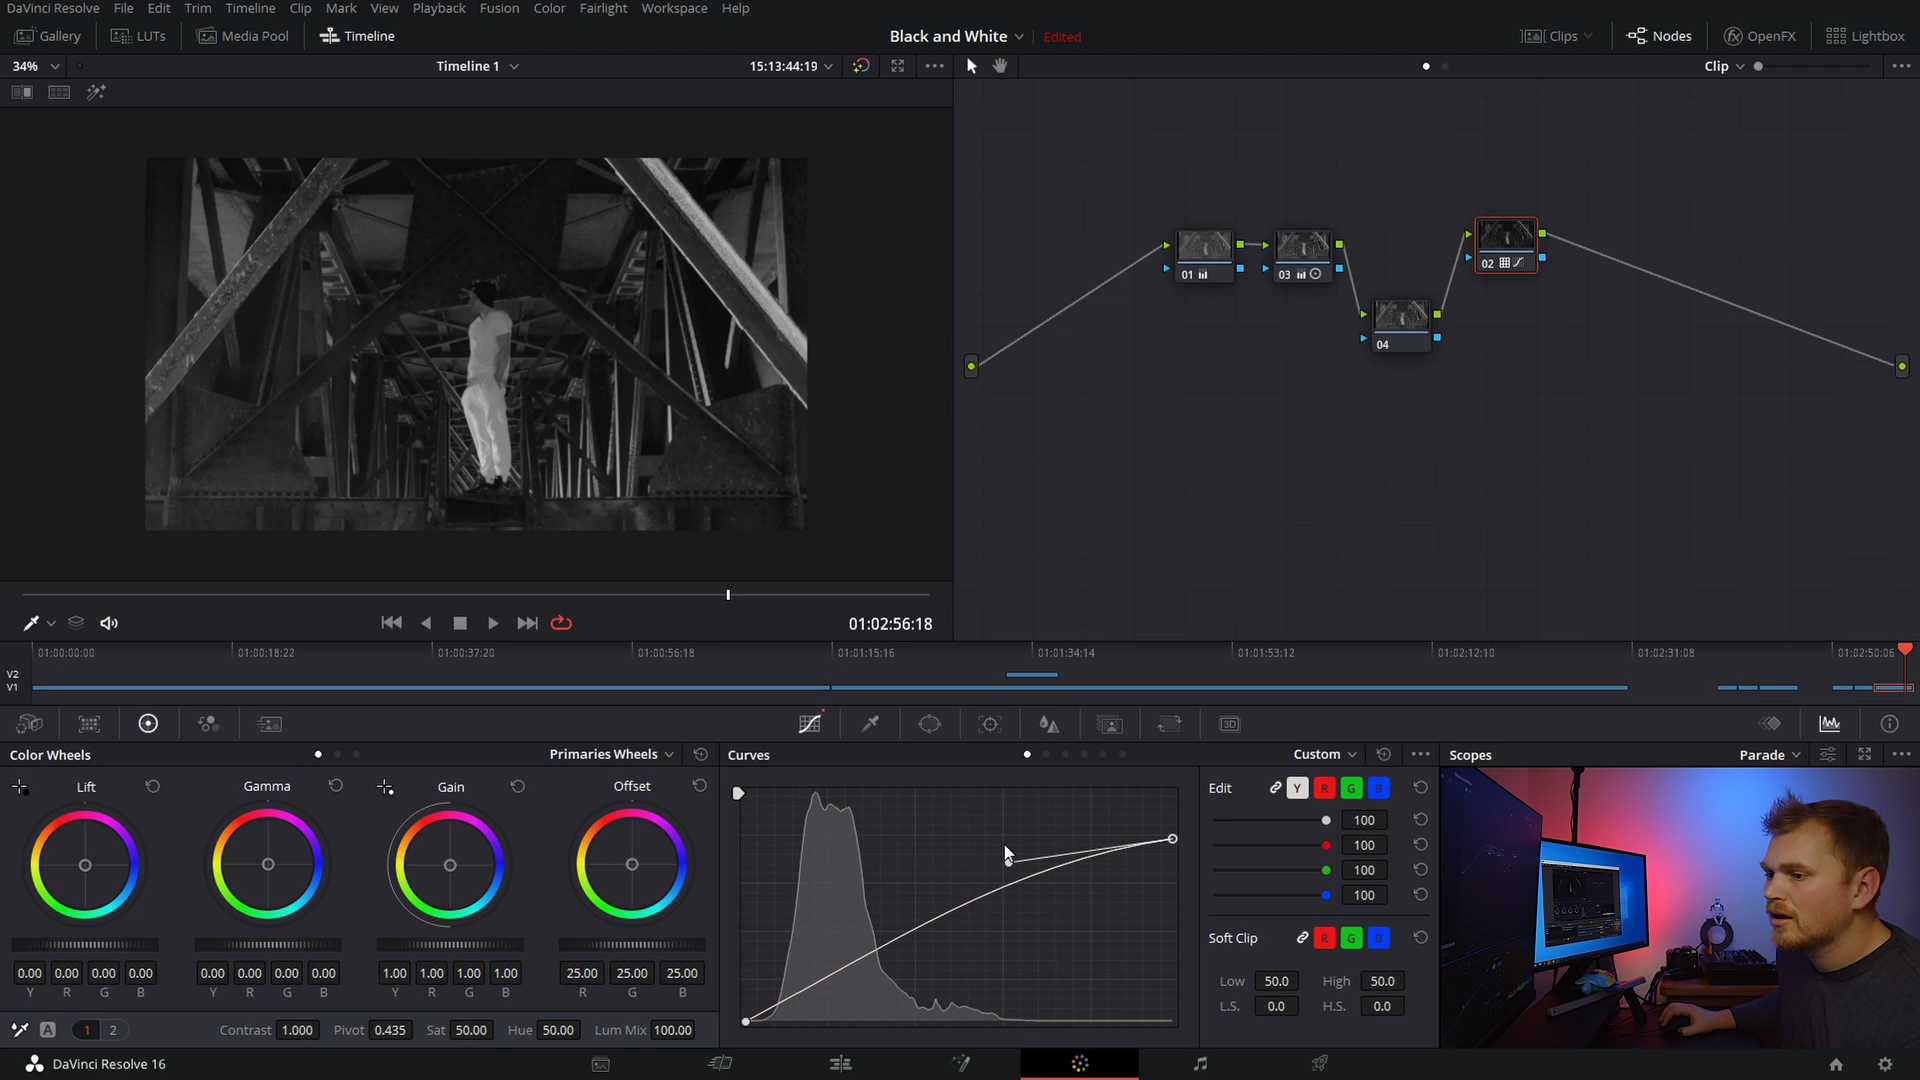 DaVinci Resolve File Edit Trim Timeline Clip Mark View Playback Fusion Color Fairlight Workspace Help
Gallery LUTs Media Pool Timeline Black and White Edited Clips Nodes OpenFX Lightbox
34% Timeline 1 15:13:44:19 Clip
01
03
04
02
01:02:56:18
01:00:00:00 01:00:18:22 01:00:37:20 01:00:56:18 01:01:15:16 01:01:34:14 01:01:53:12 01:02:12:10 01:02:31:08 01:02:50:06
V2
V1
3D
Color Wheels Primaries Wheels Curves Custom Scopes Parade
Lift Gamma Gain Offset
Edit Y R G B
100
100
100
100
Soft Clip R G B
Low 50.0 High 50.0
L.S. 0.0 H.S. 0.0
0.00 0.00 0.00 0.00 0.00 0.00 0.00 0.00 1.00 1.00 1.00 1.00 25.00 25.00 25.00
Y R G B Y R G B Y R G B R G B
A 1 2 Contrast 1.000 Pivot 0.435 Sat 50.00 Hue 50.00 Lum Mix 100.00
DaVinci Resolve 16